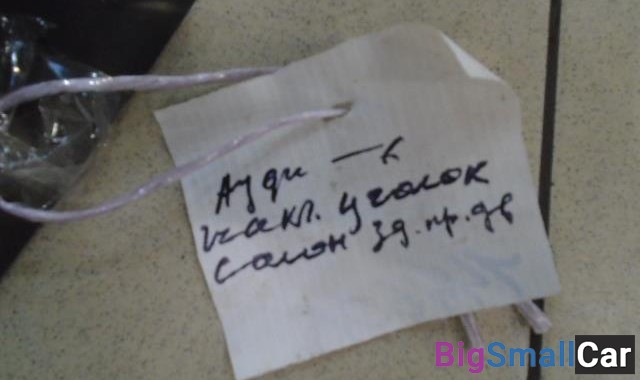 Ауди
накл. уголок
салон зд. пр. дв
BigSmallCar